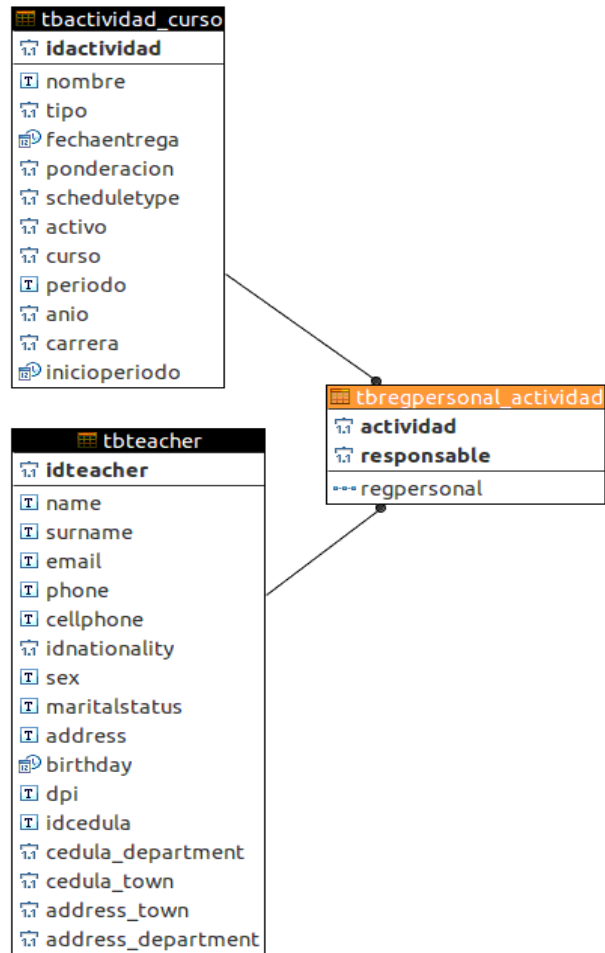 tbactividad_curso
idactividad
nombre
tipo
fechaentrega
ponderacion
scheduletype
activo
curso
periodo
anio
carrera
inicioperiodo
tbregpersonal_actividad
actividad
responsable
regpersonal
tbteacher
idteacher
name
surname
email
phone
cellphone
idnationality
sex
maritalstatus
address
birthday
dpi
idcedula
cedula_department
cedula_town
address_town
address_department